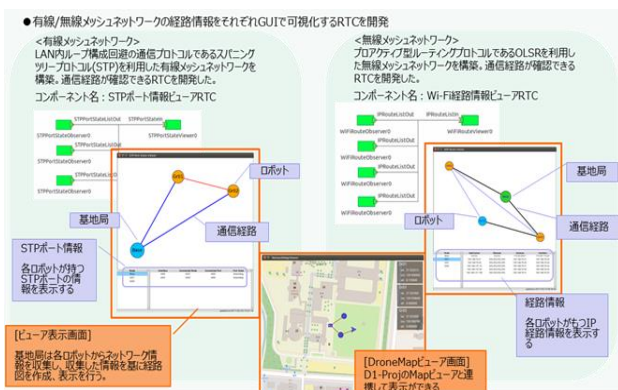 ●有線/無線メッシュネットワークの経路情報をそれぞれGUIで可視化するRTCを開発
<有線メッシュネットワーク>
LAN内ループ構成回避の通信プロトコルであるスパニング
ツリープロトコル(STP)を利用した有線メッシュネットワークを
構築。通信経路が確認できるRTCを開発した。
コンポーネント名:STPポート情報ビューアRTC
STPPortStateListOut
STPPortStateIn
STPPortStateObserver0
STPPortStateViewer0
STPPortStateListOut
STPPortStateObserver0
STPPortStateObserver0
ロボット
基地局
通信経路
STPポート情報
各ロボットが持つ
STPポートの情
報を表示する
[ビューア表示画面]
基地局は各ロボットからネットワーク情
報を収集し、収集した情報を基に経路
図を作成、表示を行う。
<無線メッシュネットワーク>
プロアクティブ型ルーティングプロトコルであるOLSRを利用し
た無線メッシュネットワークを構築。通信経路が確認できる
RTCを開発した。
コンポーネント名:Wi-Fi経路情報ビューアRTC
IPRouteListOut
IPRouteListIn
WiFiRouteObserver0
WiFiRouteViewer0
IPRouteListOut
WiFiRouteObserver0
IPRouteListOut
WiFiRouteObserver0
基地局
ロボット
通信経路
経路情報
各ロボットがもつIP
経路情報を表示す
る
[DroneMapビューア画面]
D1-ProjのMapビューアと連
携して表示ができる